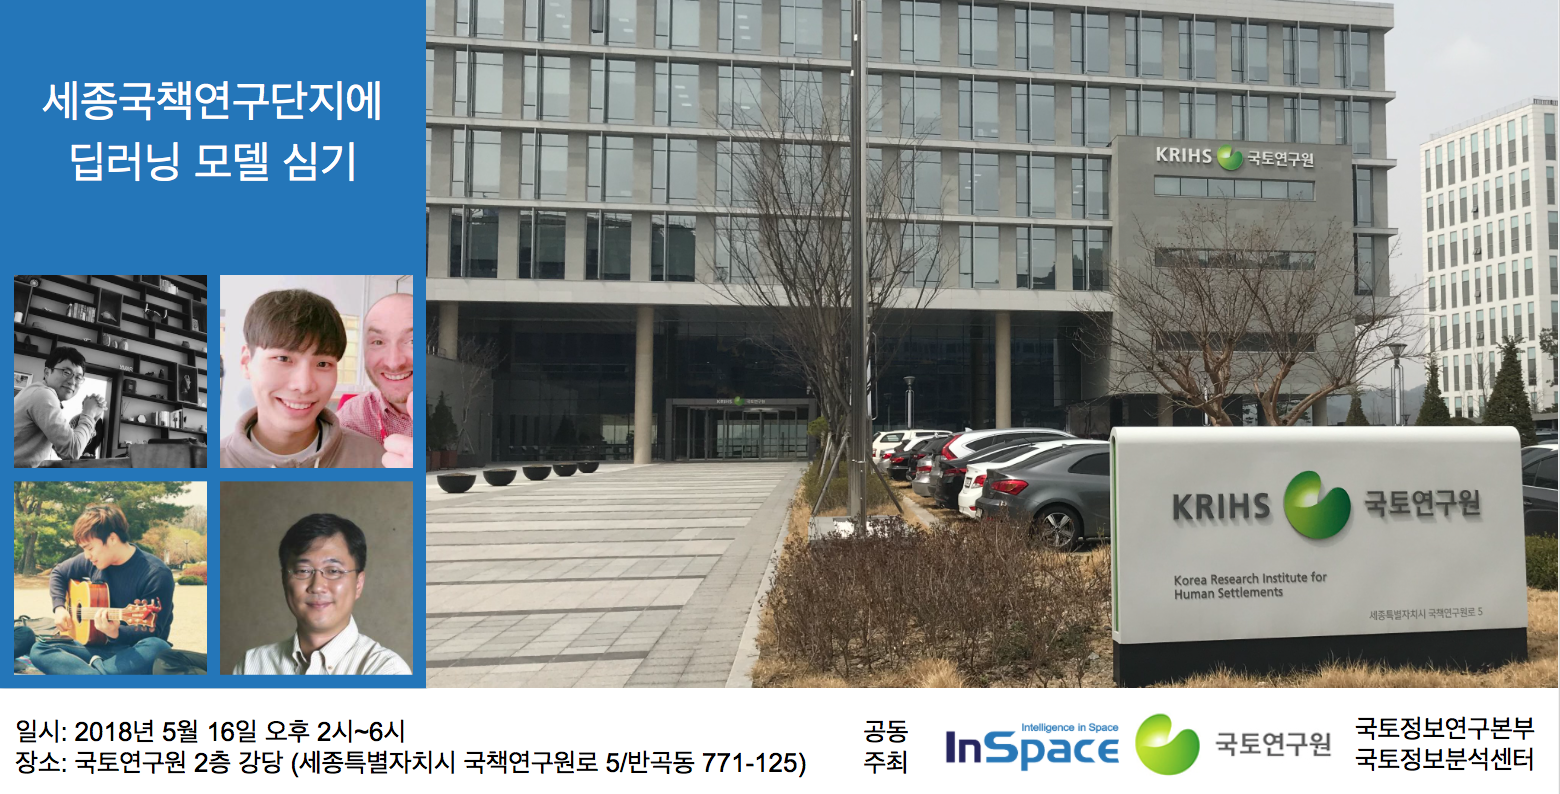 세종국책연구단지에
딥러닝 모델 심기
KRIHS 국토연구원
KRIHS 국토연구원
KRIHS 국토연구원
Korea Research Institute for
Human Settlements
세종특별자치시 국책연구원로 5
일시: 2018년 5월 16일 오후 2시~6시
장소: 국토연구원 2층 강당 (세종특별자치시 국책연구원로 5/반곡동 771-125)
공동
주최
Intelligence in Space
InSpace
국토연구원
국토정보연구본부
국토정보분석센터